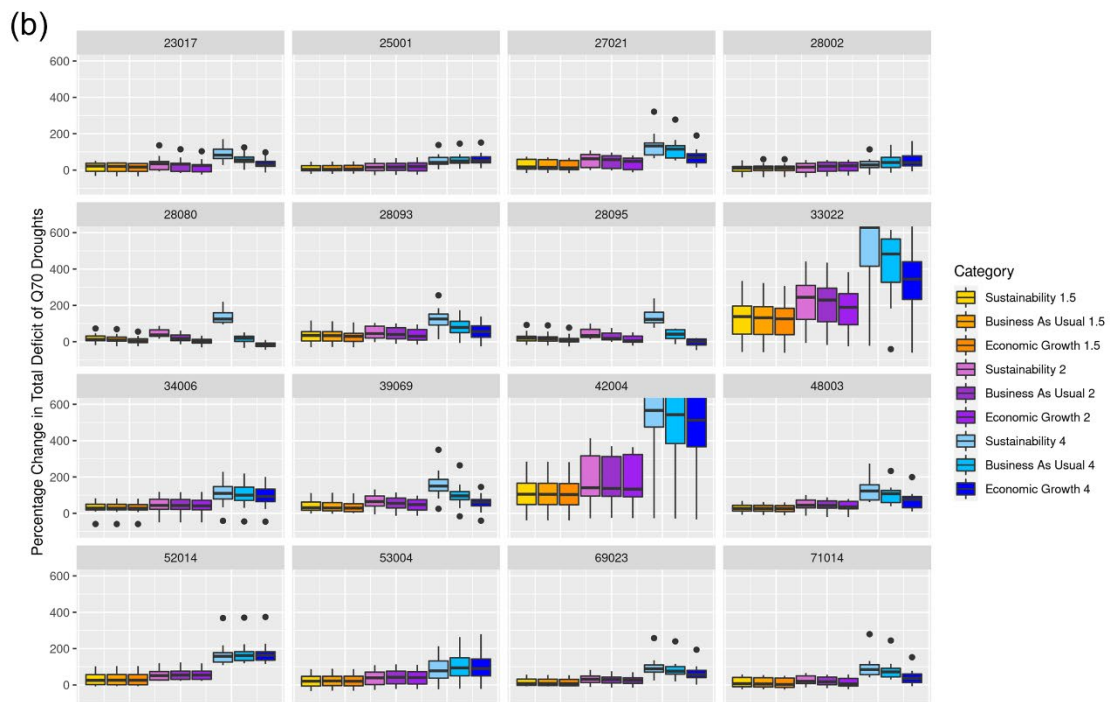 (b)
23017 25001 27021 28002
600
400
200
0
28080 28093 28095 33022
600
400
200
0
34006 39069 42004 48003
600
400
200
0
52014 53004 69023 71014
600
400
200
0
Percentage Change in Total Deficit of Q70 Droughts
Category
Sustainability 1.5
Business As Usual 1.5
Economic Growth 1.5
Sustainability 2
Business As Usual 2
Economic Growth 2
Sustainability 4
Business As Usual 4
Economic Growth 4